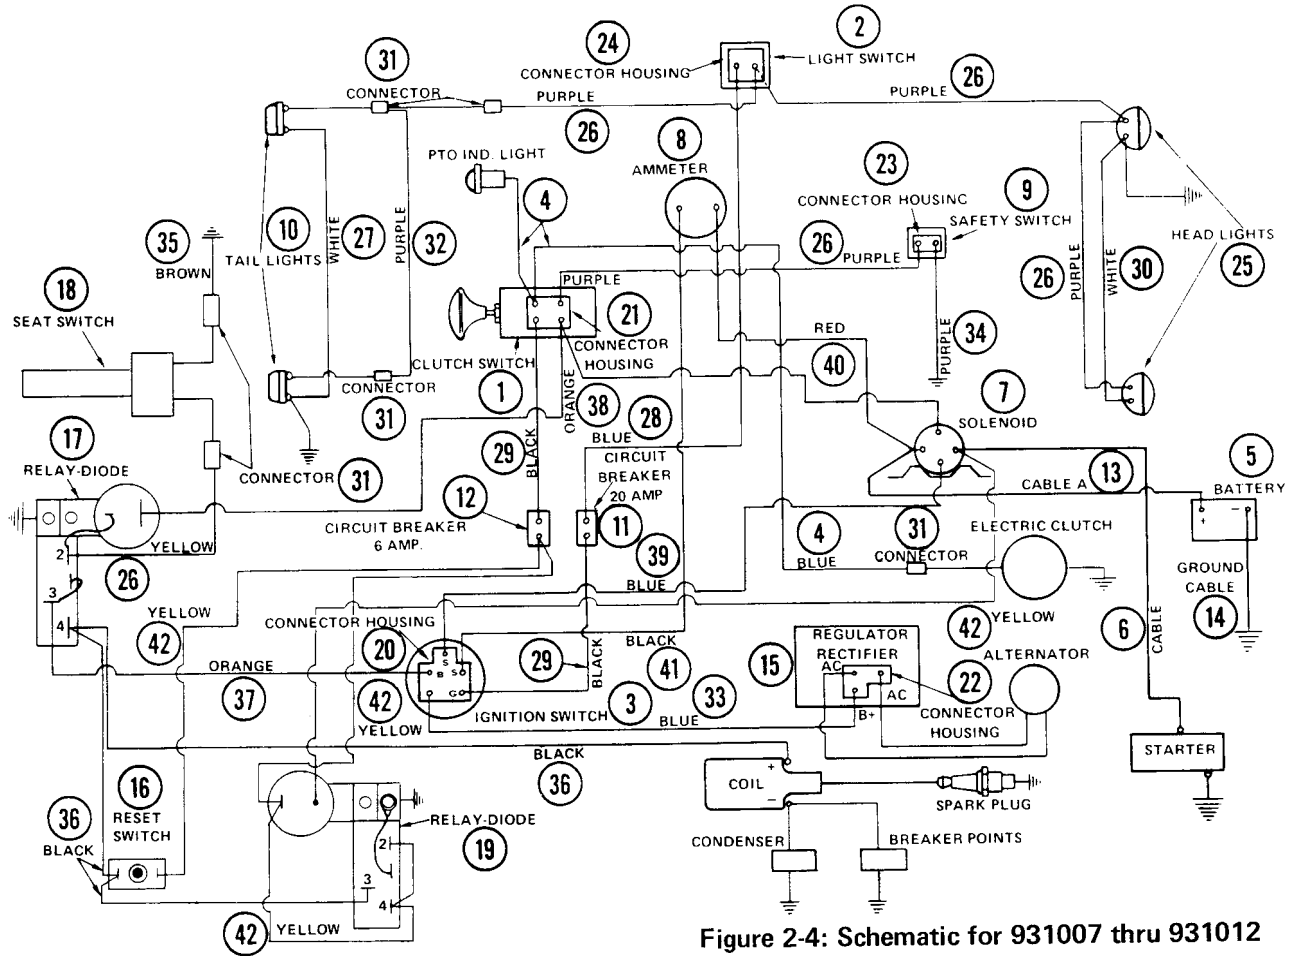 2
24
LIGHT SWITCH
31
CONNECTOR HOUSING
CONNECTOR
PURPLE
26
PURPLE
26
8
PTO IND. LIGHT
AMMETER
23
CONNECTOR HOUSING
9
SAFETY SWITCH
4
35
BROWN
10
TAIL LIGHTS
WHITE
27
PURPLE
32
26
PURPLE
HEAD LIGHTS
25
26
PURPLE
WHITE
30
18
SEAT SWITCH
PURPLE
21
CONNECTOR
HOUSING
CLUTCH SWITCH
1
RED
40
PURPLE
34
CONNECTOR
31
ORANGE
38
28
BLUE
7
SOLENOID
17
RELAY-DIODE
29
BLACK
CIRCUIT
BREAKER
20 AMP
13
CABLE A
5
BATTERY
+
−
CONNECTOR
31
12
CIRCUIT BREAKER
6 AMP.
11
4
BLUE
31
CONNECTOR
ELECTRIC CLUTCH
YELLOW
2
26
3
4
39
BLUE
GROUND
CABLE
14
YELLOW
42
CONNECTOR HOUSING
20
BLACK
41
42
YELLOW
6
CABLE
S
B
S
G
29
BLACK
15
REGULATOR
RECTIFIER
AC
AC
B+
22
CONNECTOR
HOUSING
ALTERNATOR
ORANGE
37
42
YELLOW
IGNITION SWITCH
3
33
BLUE
BLACK
36
STARTER
16
RESET
SWITCH
36
BLACK
COIL
+
−
SPARK PLUG
RELAY-DIODE
19
2
3
4
CONDENSER
BREAKER POINTS
42
YELLOW
Figure 2-4: Schematic for 931007 thru 931012